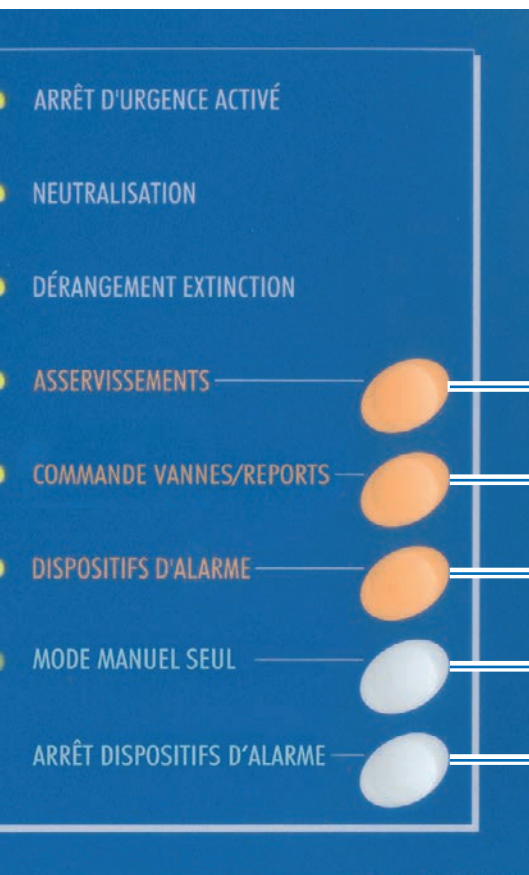 ARRÊT D'URGENCE ACTIVÉ
NEUTRALISATION
DÉRANGEMENT EXTINCTION
ASSERVISSEMENTS
COMMANDE VANNES/REPORTS
DISPOSITIFS D'ALARME
MODE MANUEL SEUL
ARRÊT DISPOSITIFS D'ALARME